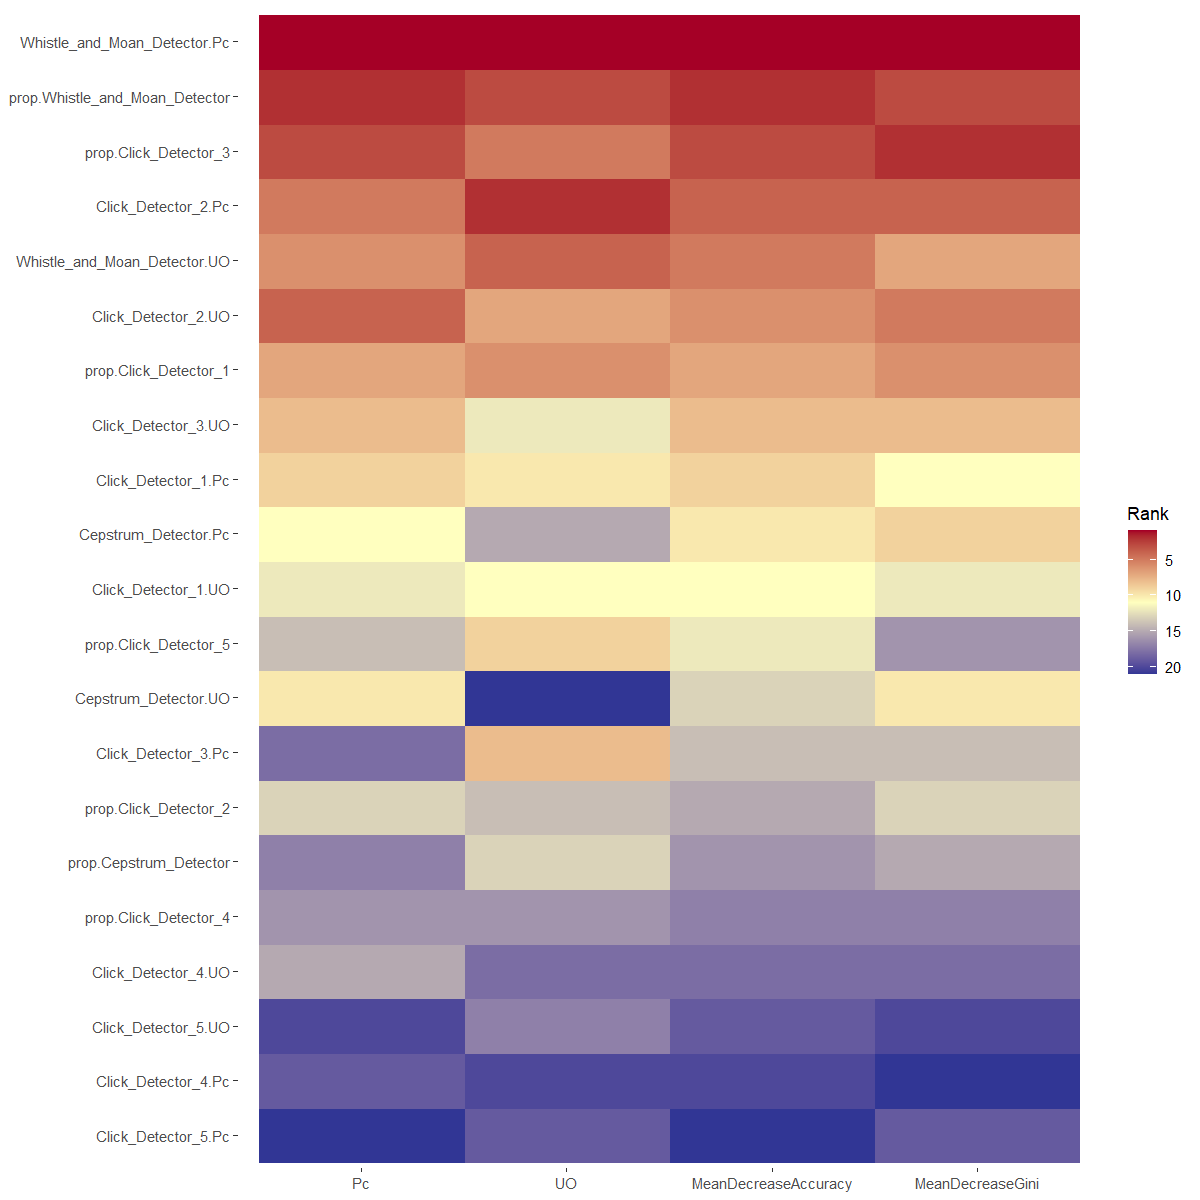 Whistle_and_Moan_Detector.Pc
prop.Whistle_and_Moan_Detector
prop.Click_Detector_3
Click_Detector_2.Pc
Whistle_and_Moan_Detector.UO
Click_Detector_2.UO
prop.Click_Detector_1
Click_Detector_3.UO
Click_Detector_1.Pc
Cepstrum_Detector.Pc
Click_Detector_1.UO
prop.Click_Detector_5
Cepstrum_Detector.UO
Click_Detector_3.Pc
prop.Click_Detector_2
prop.Cepstrum_Detector
prop.Click_Detector_4
Click_Detector_4.UO
Click_Detector_5.UO
Click_Detector_4.Pc
Click_Detector_5.Pc
Pc UO MeanDecreaseAccuracy MeanDecreaseGini
Rank
5
10
15
20